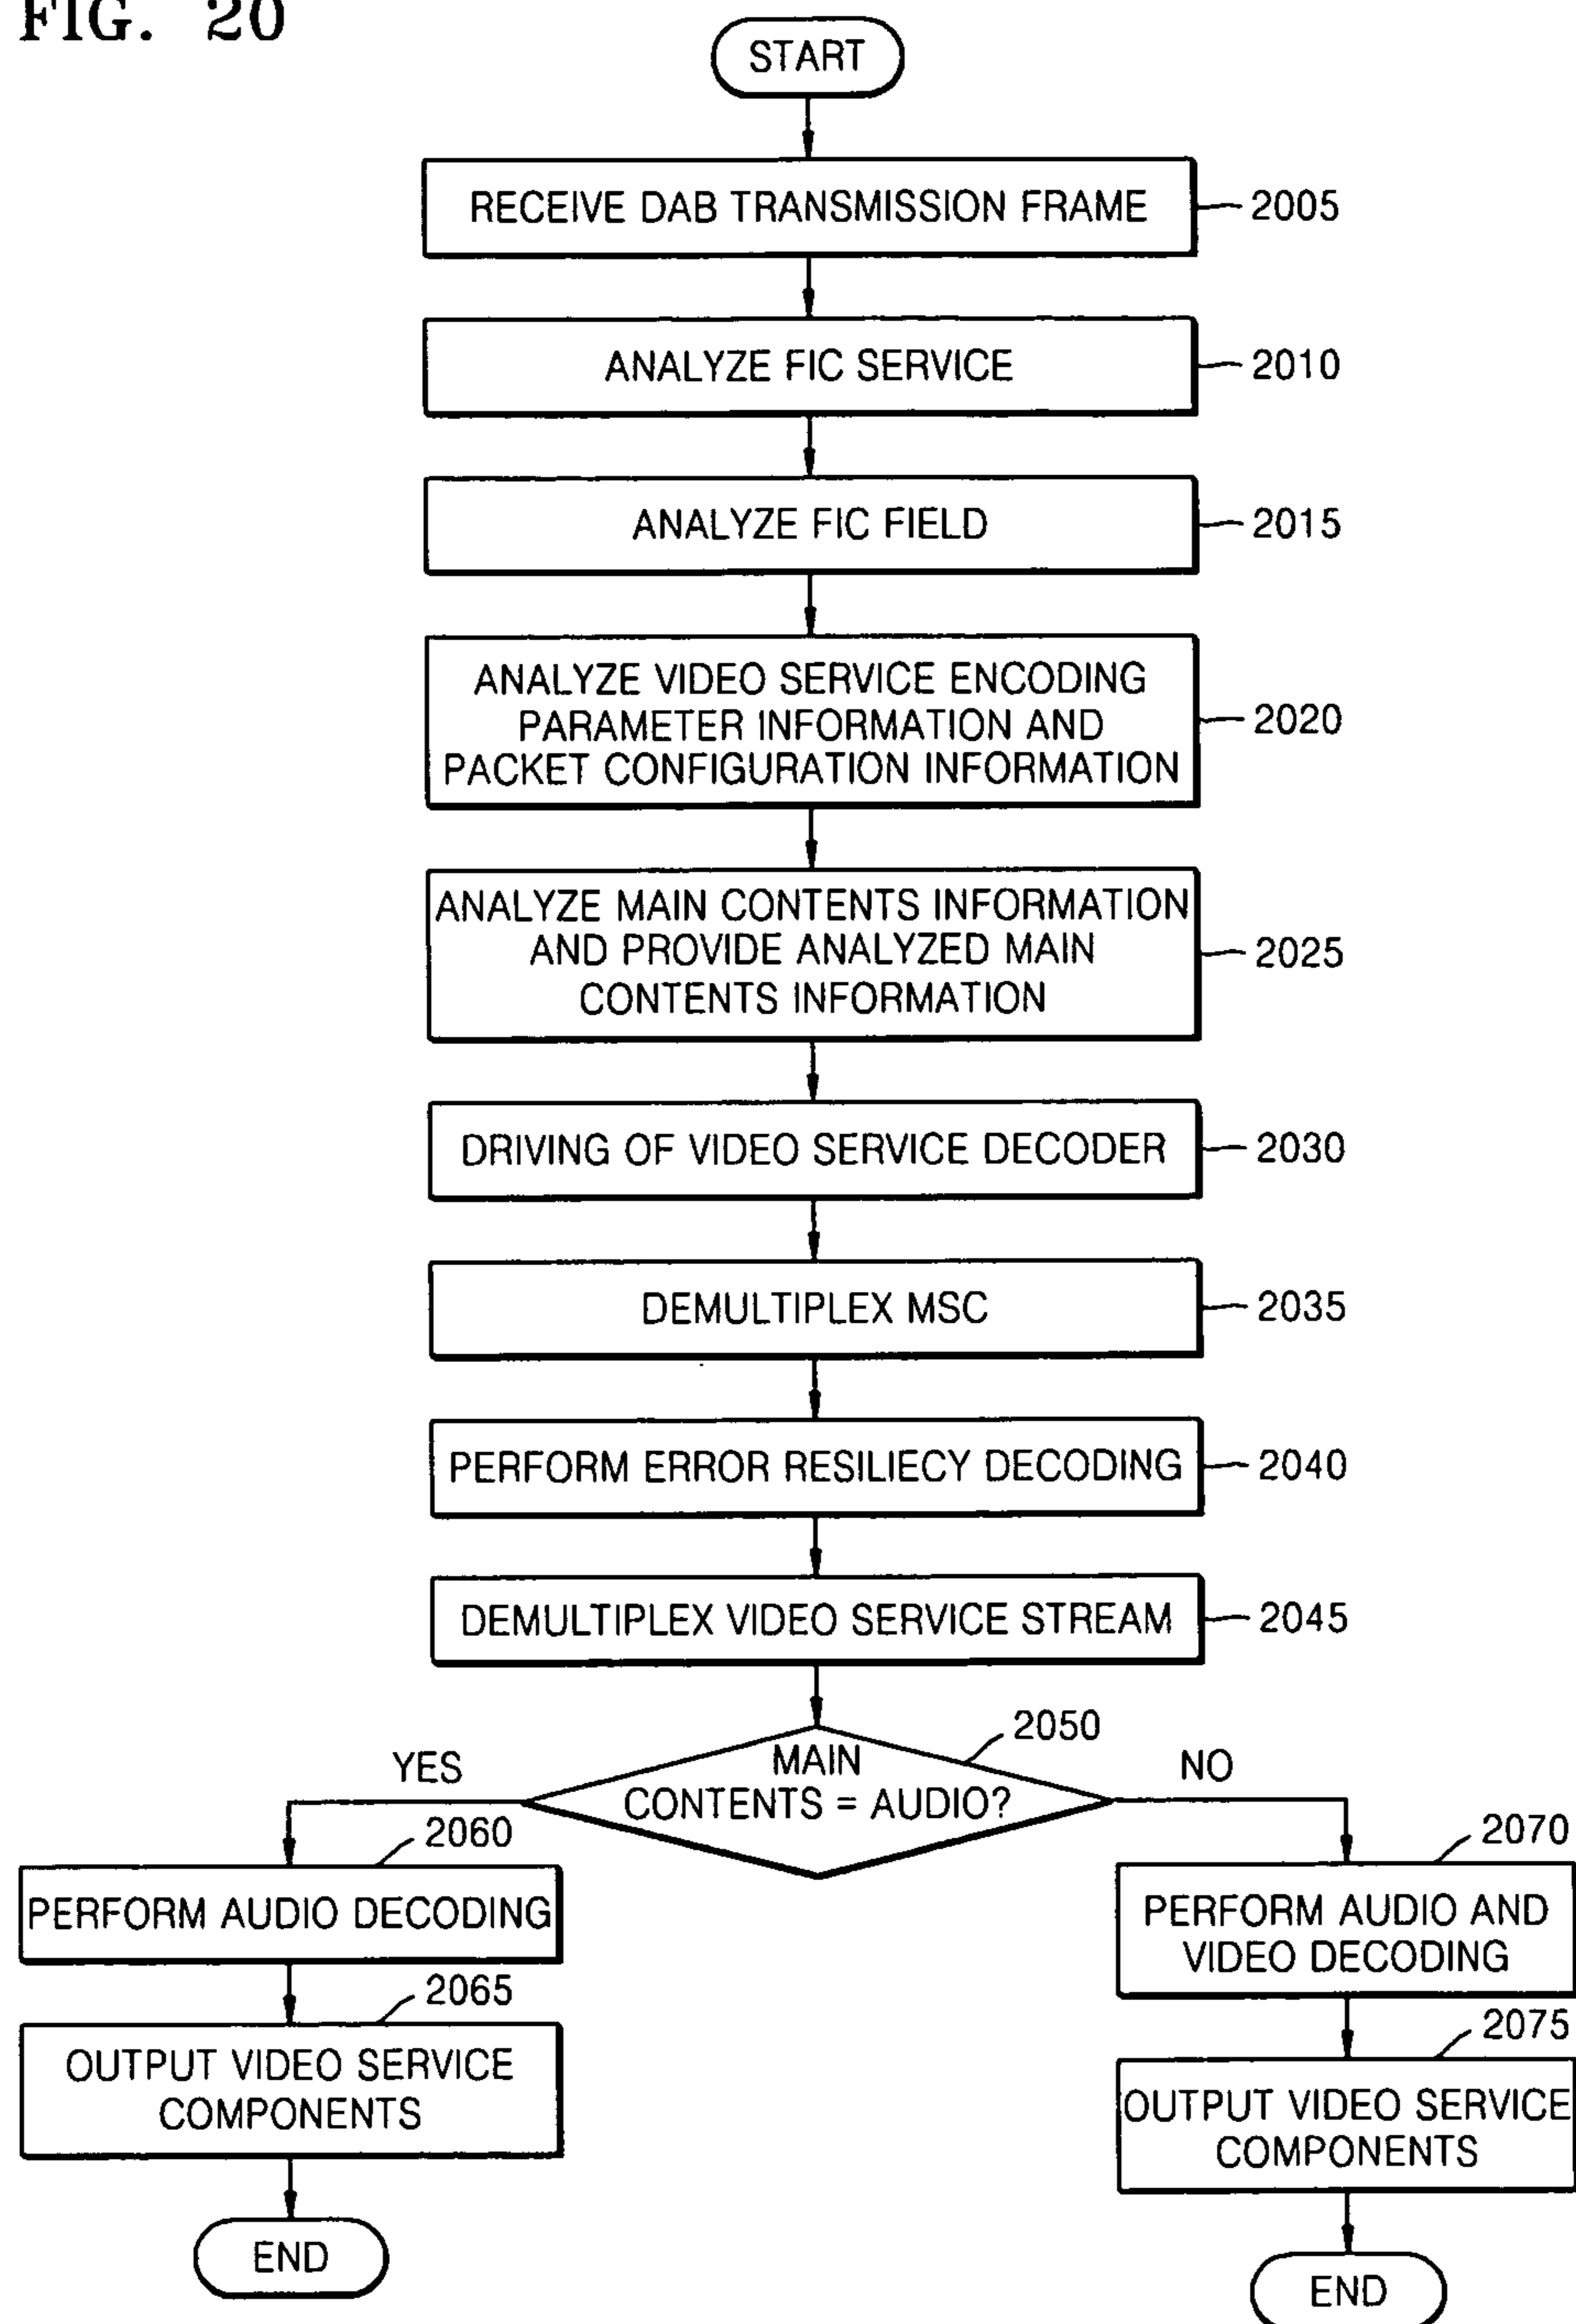 FIG. 20
START
RECEIVE DAB TRANSMISSION FRAME
2005
ANALYZE FIC SERVICE
2010
ANALYZE FIC FIELD
2015
ANALYZE VIDEO SERVICE ENCODING
PARAMETER INFORMATION AND
PACKET CONFIGURATION INFORMATION
2020
ANALYZE MAIN CONTENTS INFORMATION
AND PROVIDE ANALYZED MAIN
CONTENTS INFORMATION
2025
DRIVING OF VIDEO SERVICE DECODER
2030
DEMULTIPLEX MSC
2035
PERFORM ERROR RESILIECY DECODING
2040
DEMULTIPLEX VIDEO SERVICE STREAM
2045
2050
MAIN
CONTENTS = AUDIO?
YES
NO
2060
PERFORM AUDIO DECODING
2065
OUTPUT VIDEO SERVICE
COMPONENTS
END
2070
PERFORM AUDIO AND
VIDEO DECODING
2075
OUTPUT VIDEO SERVICE
COMPONENTS
END